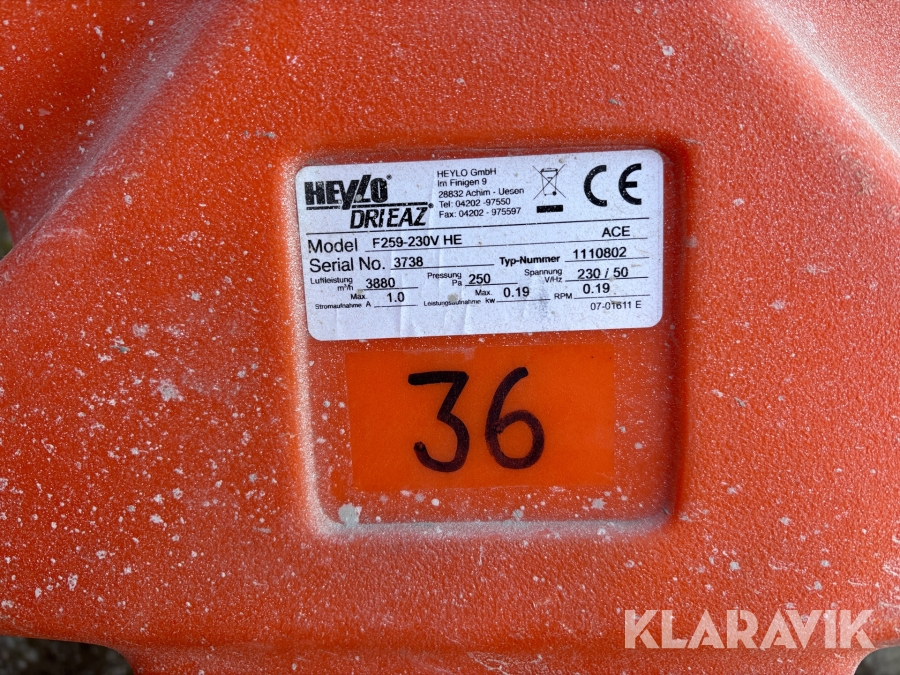 HEYLO
DRIEAZ®
HEYLO GmbH
Im Finigen 9
28832 Achim - Uesen
Tel: 04202 -97550
Fax: 04202 - 975597
CE
Model F259-230V HE ACE
Serial No. 3738 Typ-Nummer 1110802
Luftleistung m³/h 3880 Pressung Pa 250 Spannung V/Hz 230 / 50
Max. Stromaufnahme A 1.0 Max. Leistungsaufnahme kw 0.19 RPM 0.19
07-01611 E
36
KLARAVIK